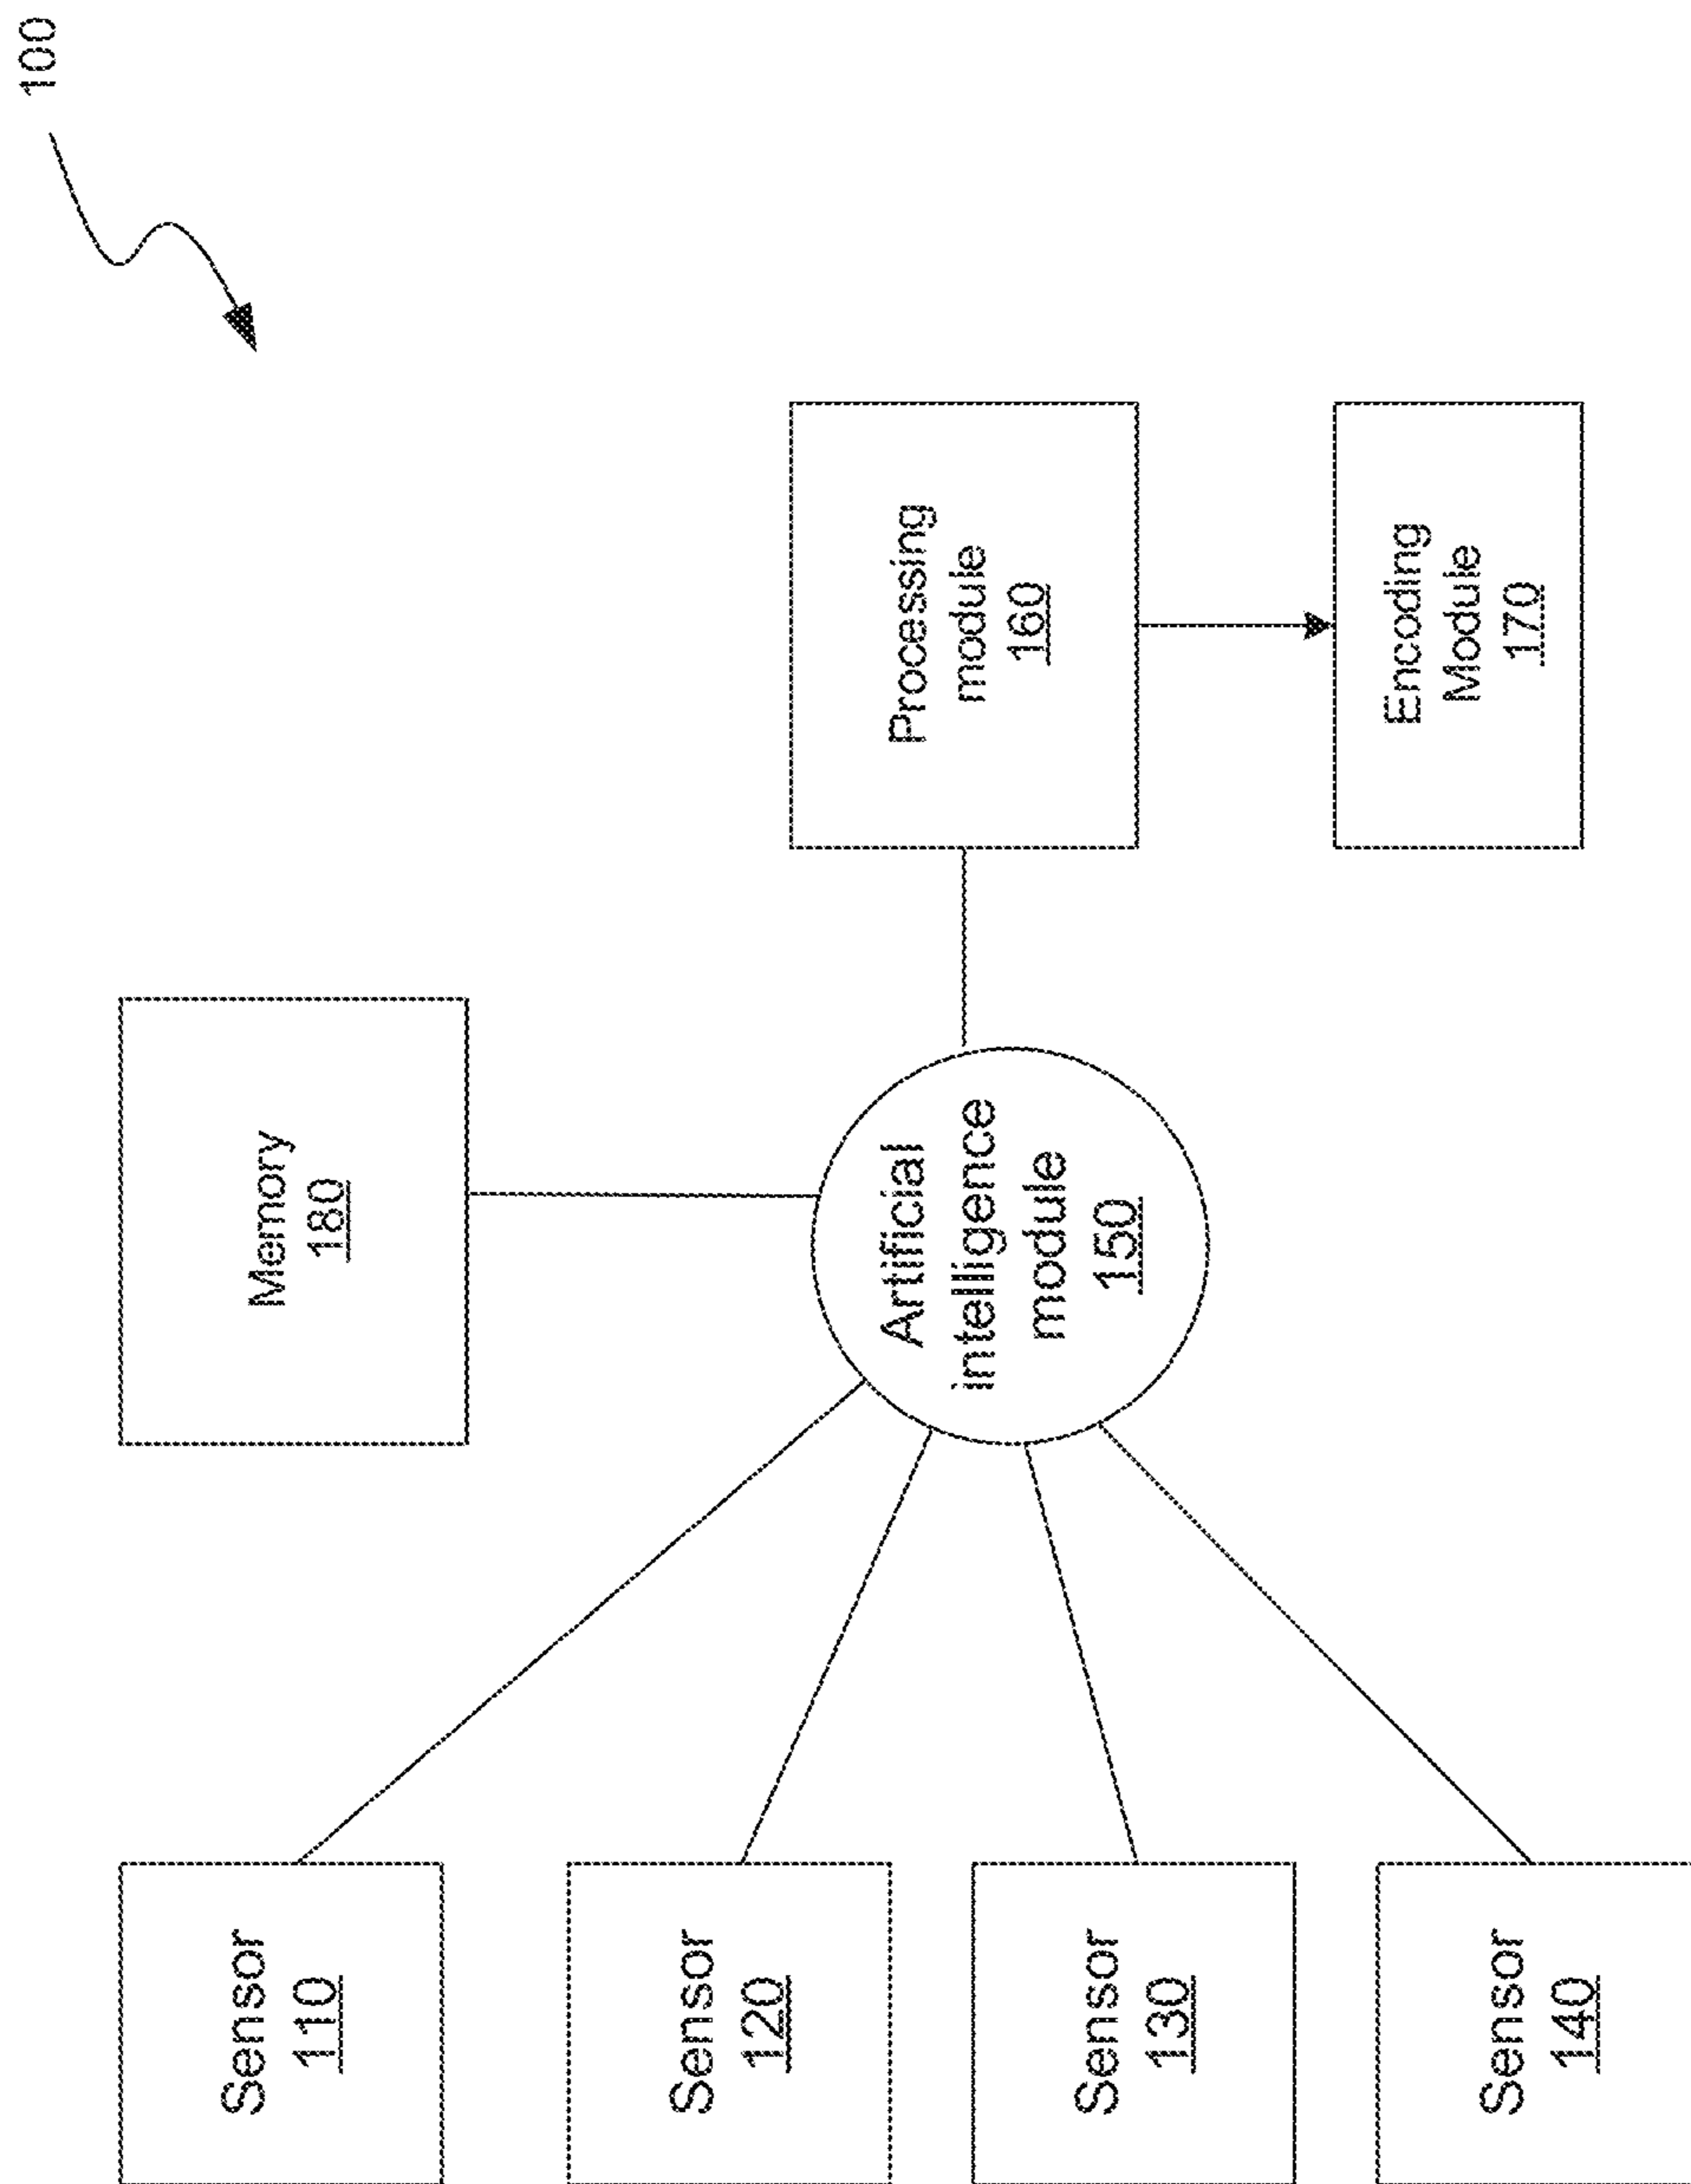 100
Memory
180
Processing
module
160
Encoding
Module
170
Artificial
intelligence
module
150
Sensor
110
Sensor
120
Sensor
130
Sensor
140